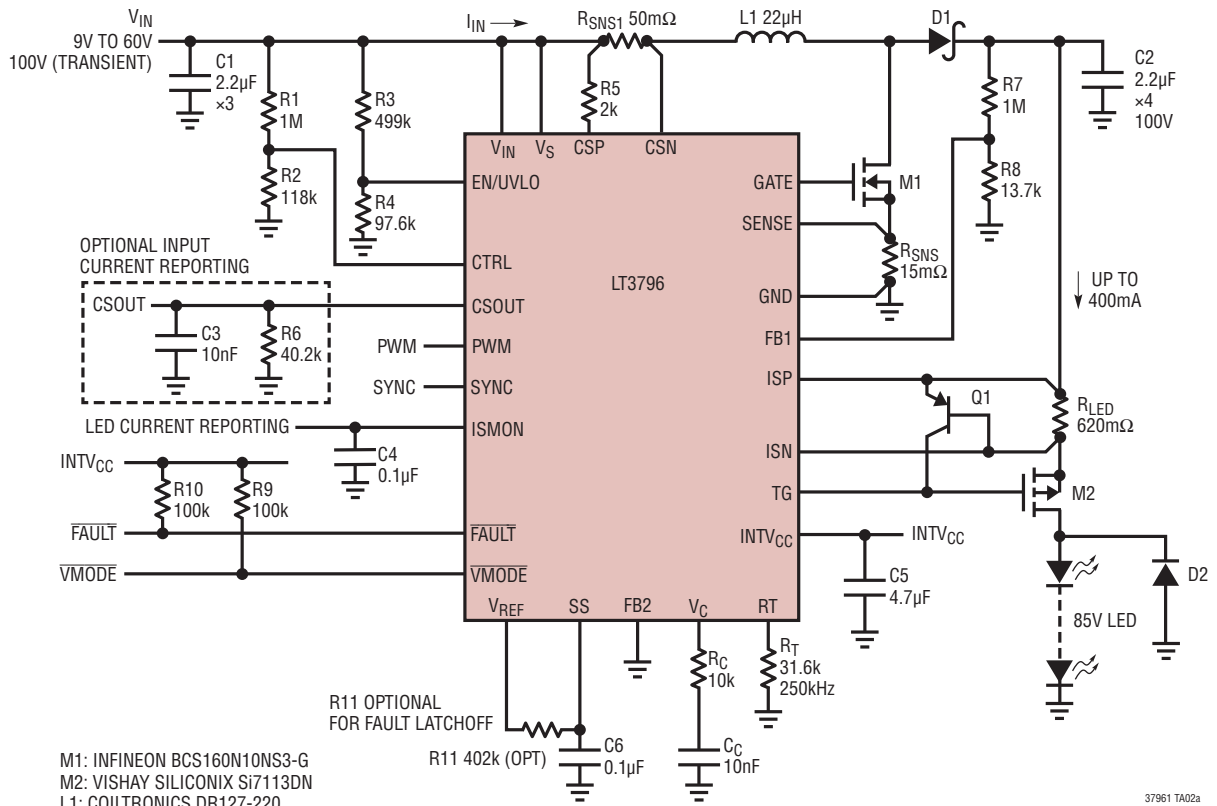 VIN
9V TO 60V
100V (TRANSIENT)
IIN
RSNS1 50mΩ
L1 22µH
D1
C1
2.2µF
×3
R1
1M
R3
499k
R5
2k
R7
1M
C2
2.2µF
×4
100V
R2
118k
R4
97.6k
R8
13.7k
VIN
VS
CSP
CSN
EN/UVLO
GATE
M1
SENSE
RSNS
15mΩ
CTRL
LT3796
GND
OPTIONAL INPUT
CURRENT REPORTING
CSOUT
CSOUT
C3
10nF
R6
40.2k
UP TO
400mA
FB1
PWM
PWM
SYNC
SYNC
ISP
Q1
RLED
620mΩ
LED CURRENT REPORTING
ISMON
ISN
C4
0.1µF
TG
M2
INTVCC
R10
100k
R9
100k
FAULT
FAULT
INTVCC
INTVCC
VMODE
VMODE
C5
4.7µF
D2
85V LED
VREF
SS
FB2
VC
RT
RC
10k
RT
31.6k
250kHz
R11 OPTIONAL
FOR FAULT LATCHOFF
R11 402k (OPT)
C6
0.1µF
CC
10nF
M1: INFINEON BCS160N10NS3-G
M2: VISHAY SILICONIX Si7113DN
L1: COILTRONICS DR127-220
37961 TA02a